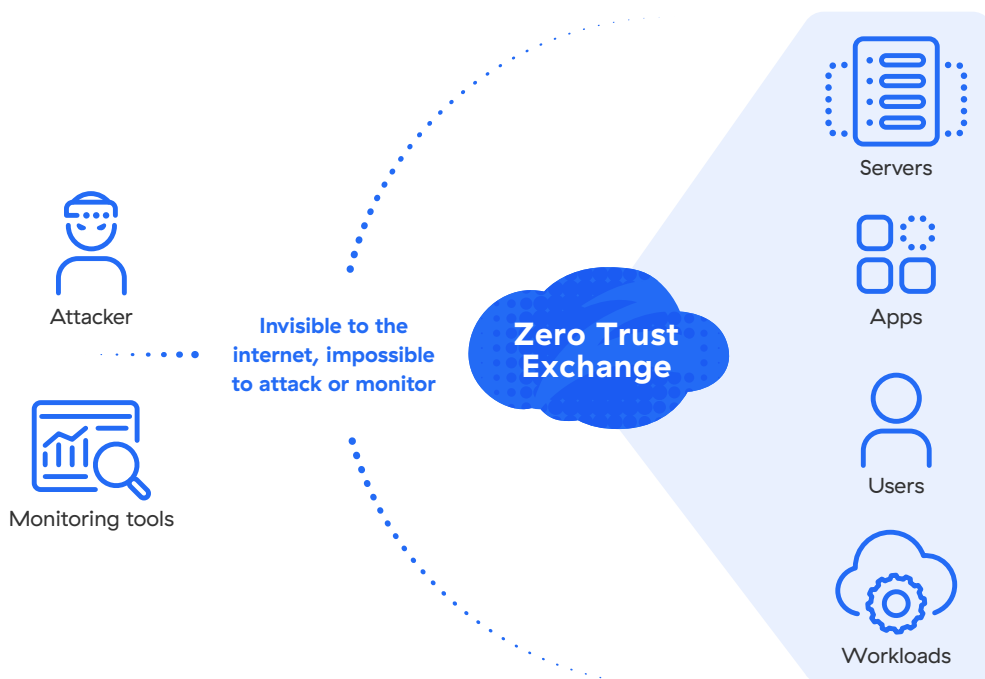 Attacker
Monitoring tools
Invisible to the
internet, impossible
to attack or monitor
Zero Trust
Exchange
Servers
Apps
Users
Workloads